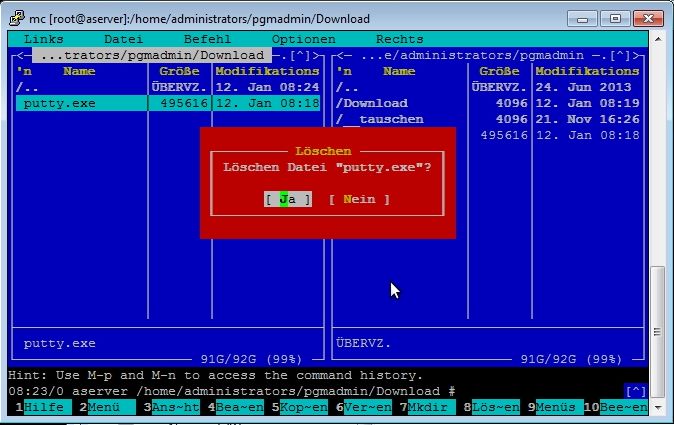 mc [root@aserver]:/home/administrators/pgmadmin/Download
Links Datei Befehl Optionen Rechts
<─ ...trators/pgmadmin/Download ─.[^]> <─ ...e/administrators/pgmadmin ─.[^]>
'n Name Größe Modifikations 'n Name Größe Modifikations
/.. ÜBERVZ. 12. Jan 08:24 /.. ÜBERVZ. 24. Jun 2013
putty.exe 495616 12. Jan 08:18 /Download 4096 12. Jan 08:19
/__tauschen 4096 21. Nov 16:26
495616 12. Jan 08:18
Löschen
Löschen Datei "putty.exe"?
[ Ja ] [ Nein ]
putty.exe ÜBERVZ.
91G/92G (99%) 91G/92G (99%)
Hint: Use M-p and M-n to access the command history.
08:23/0 aserver /home/administrators/pgmadmin/Download # [^]
1Hilfe 2Menü 3Ans~ht 4Bea~en 5Kop~en 6Ver~en 7Mkdir 8Lös~en 9Menüs 10Bee~en